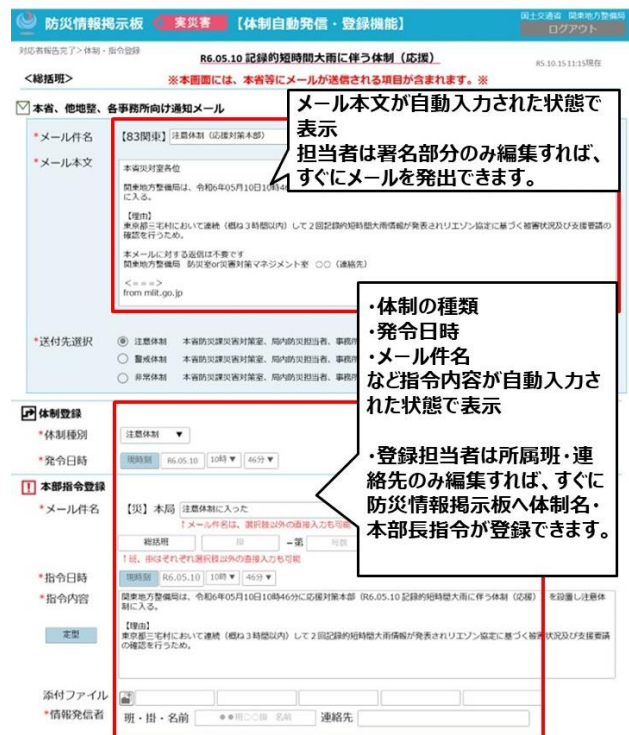 防災情報掲示板 実災害 【体制自動発信・登録機能】
国土交通省 関東地方整備局
ログアウト
対応者報告完了>体制・指令登録
R6.05.10 記録的短時間大雨に伴う体制（応援）
R5.10.15 11:15現在
<総括班>
※本画面には、本省等にメールが送信される項目が含まれます。※
本省、他地整、各事務所向け通知メール
メール本文が自動入力された状態で
表示
担当者は署名部分のみ編集すれば、
すぐにメールを発出できます。
*メール件名 【83関東】 注意体制（応援対策本部）
*メール本文
本省災対室各位
関東地方整備局は、令和6年05月10日10時46
に入る。
【理由】
東京都三宅村において連続（概ね３時間以内）して２回記録的短時間大雨情報が発表されリエゾン協定に基づく被害状況及び支援要請の
確認を行うため。
本メールに対する返信は不要です
関東地方整備局 防災室or災害対策マネジメント室 ○○（連絡先）
<===>
from mlit.go.jp
*送付先選択
注意体制 本省防災課災害対策室、局内防災担当者、事務所
警戒体制 本省防災課災害対策室、局内防災担当者、事務所
非常体制 本省防災課災害対策室、局内防災担当者、事務所
・体制の種類
・発令日時
・メール件名
など指令内容が自動入力さ
れた状態で表示
・登録担当者は所属班・連
絡先のみ編集すれば、すぐに
防災情報掲示板へ体制名・
本部長指令が登録できます。
体制登録
*体制種別 注意体制 ▼
*発令日時 現時刻 R6.05.10 10時▼ 46分▼
本部指令登録
*メール件名 【災】本局 注意体制に入った
↑メール件名は、選択肢以外の直接入力も可能
総括班 掛 －第 号数
↑班、掛はそれぞれ選択肢以外の直接入力も可能
*指令日時 現時刻 R6.05.10 10時▼ 46分▼
*指令内容
定型
関東地方整備局は、令和6年05月10日10時46分に応援対策本部（R6.05.10 記録的短時間大雨に伴う体制（応援） を設置し注意体
制に入る。
【理由】
東京都三宅村において連続（概ね３時間以内）して２回記録的短時間大雨情報が発表されリエゾン協定に基づく被害状況及び支援要請
の確認を行うため。
添付ファイル
*情報発信者 班・掛・名前 ●●班○○掛 名前 連絡先